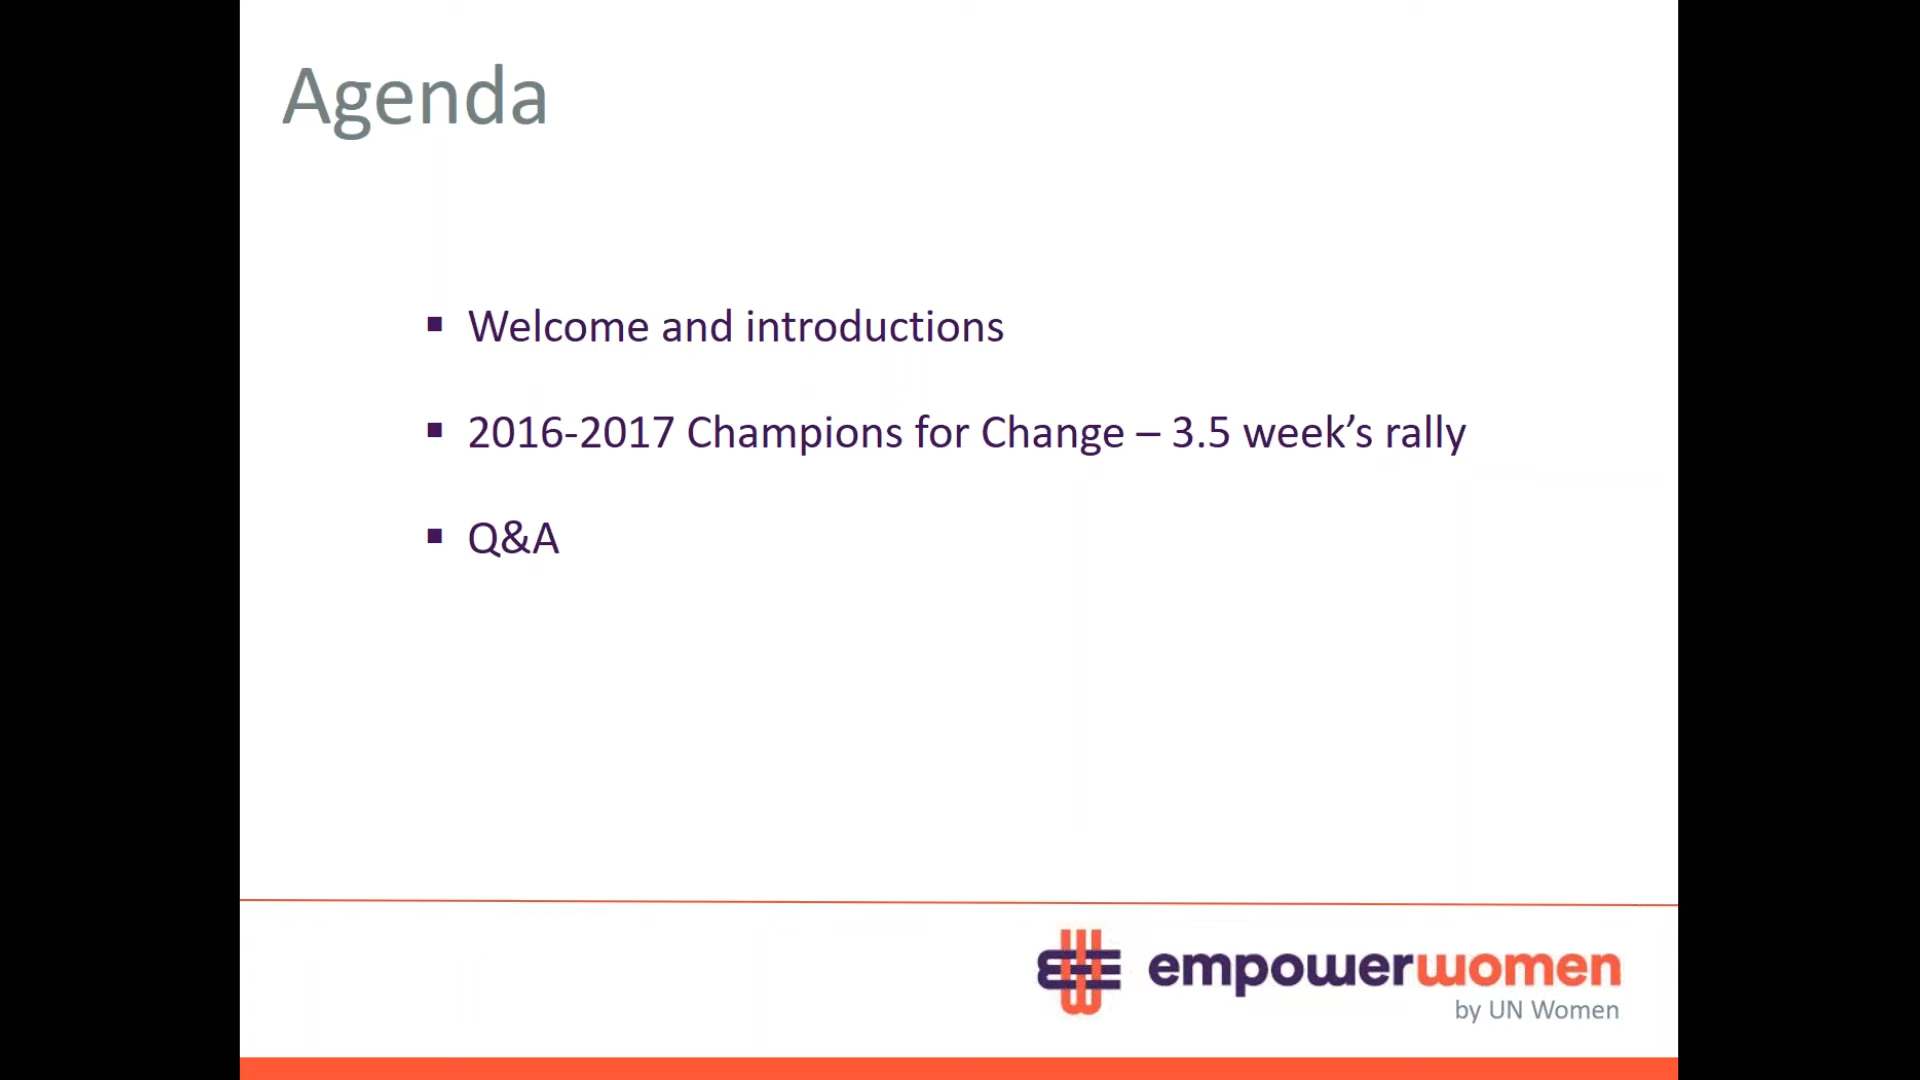 Agenda
▪ Welcome and introductions
▪ 2016-2017 Champions for Change – 3.5 week’s rally
▪ Q&A
empowerwomen
by UN Women